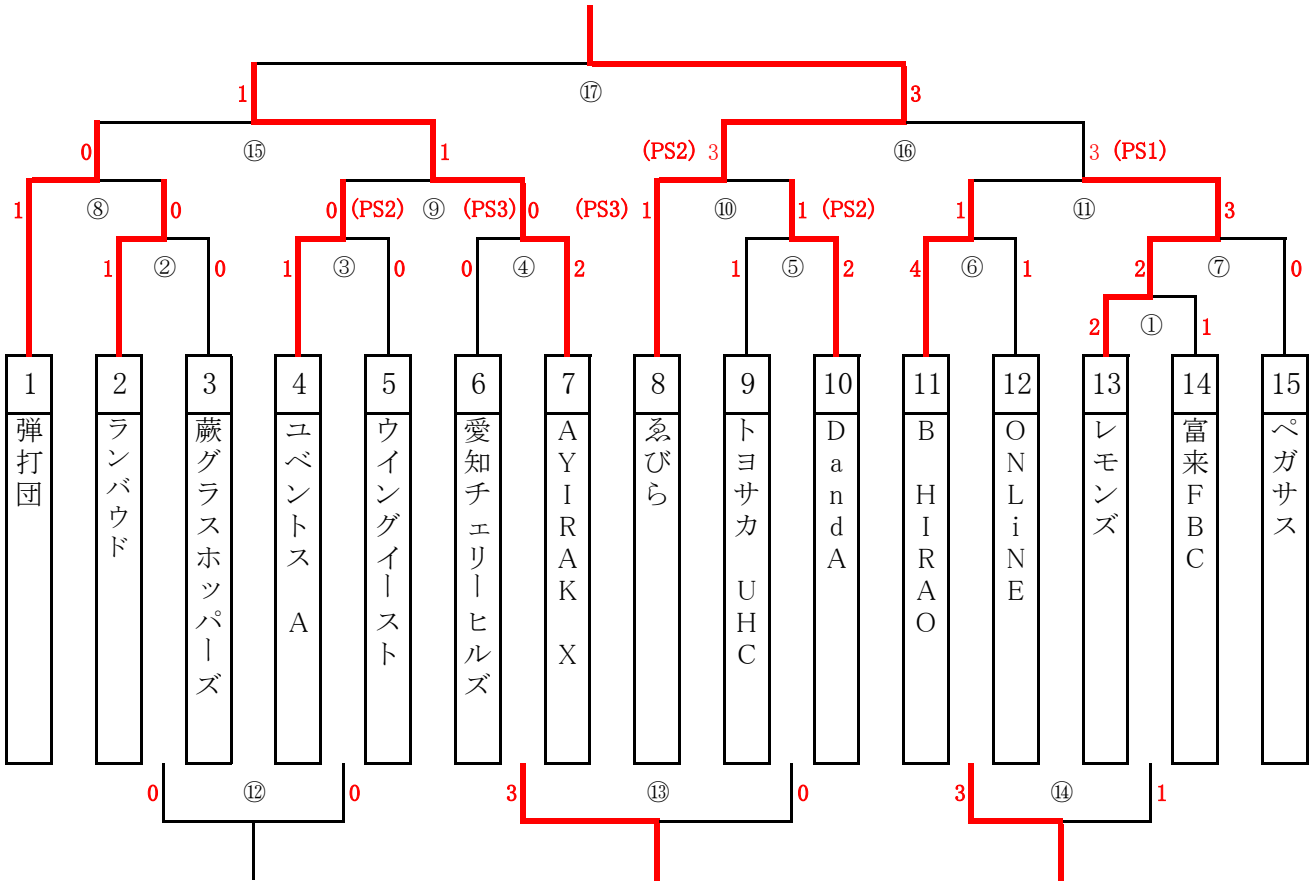 1 ⑰ 3
0 ⑮ 1 (PS2) 3 ⑯ 3 (PS1)
1 ⑧ 0 0 (PS2) ⑨ (PS3) 0 (PS3) 1 ⑩ 1 (PS2) 1 ⑪ 3
1 ② 0 1 ③ 0 0 ④ 2 1 ⑤ 2 4 ⑥ 1 2 ⑦ 0
2 ① 1
1 2 3 4 5 6 7 8 9 10 11 12 13 14 15
弾打団
ランバウド
蕨グラスホッパーズ
ユベントス A
ウイングイースト
愛知チェリーヒルズ
AYIRAK X
ゑびら
トヨサカ UHC
DandA
B HIRAO
ONLiNE
レモンズ
富来FBC
ペガサス
0 ⑫ 0 3 ⑬ 0 3 ⑭ 1